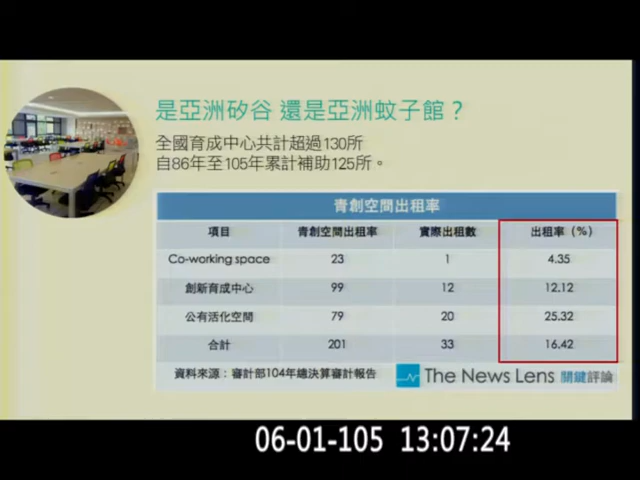 是亞洲矽谷 還是亞洲蚊子館？
全國育成中心共計超過130所
自86年至105年累計補助125所。
青創空間出租率
項目 青創空間出租率 實際出租數 出租率（%）
Co-working space 23 1 4.35
創新育成中心 99 12 12.12
公有活化空間 79 20 25.32
合計 201 33 16.42
資料來源：審計部104年總決算審計報告
The News Lens 關鍵評論
06-01-105 13:07:24